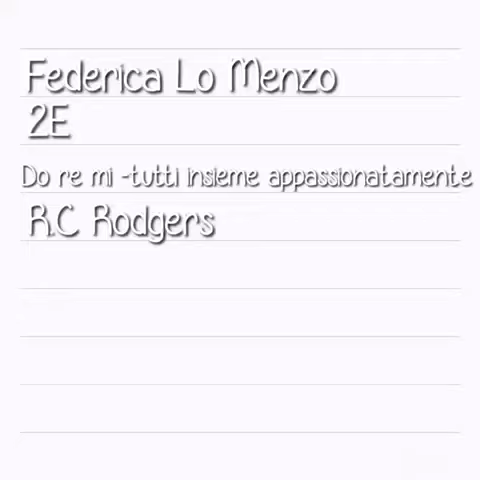 Federica Lo Menzo
2E
Do re mi -tutti insieme appassionatamente
R.C Rodgers